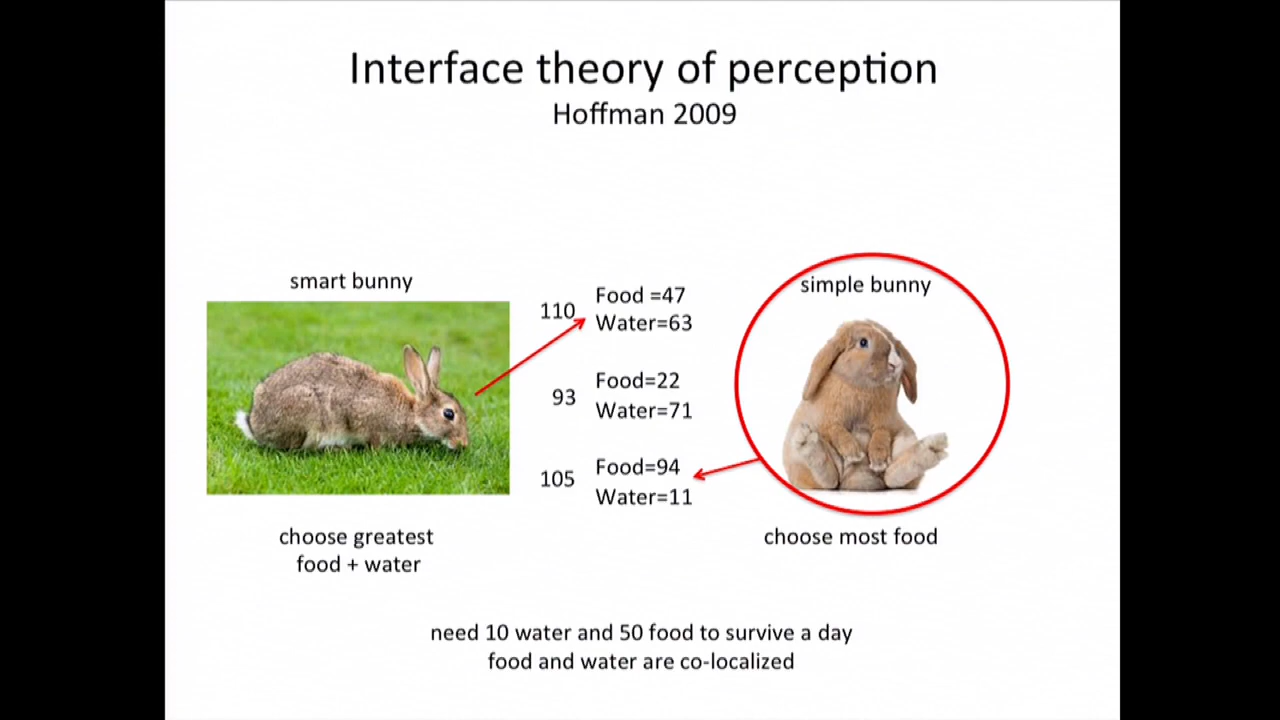 Interface theory of perception
Hoffman 2009
smart bunny
110
Food =47
Water=63
93
Food=22
Water=71
105
Food=94
Water=11
simple bunny
choose greatest
food + water
choose most food
need 10 water and 50 food to survive a day
food and water are co-localized